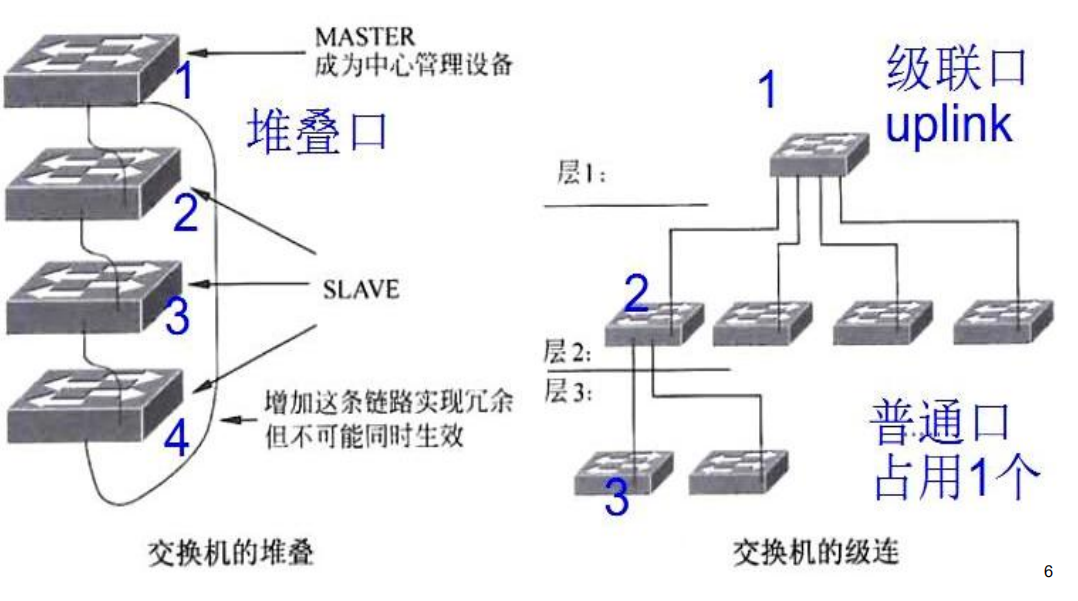 MASTER
成为中心管理设备
1
堆叠口
2
SLAVE
3
增加这条链路实现冗余
但不可能同时生效
4
交换机的堆叠
级联口
uplink
1
层1:
2
层2:
层3:
普通口
占用1个
3
交换机的级连
6